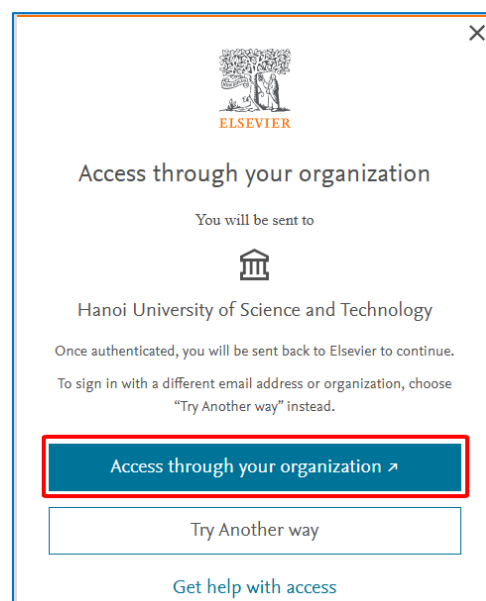 ELSEVIER
Access through your organization
You will be sent to
Hanoi University of Science and Technology
Once authenticated, you will be sent back to Elsevier to continue.
To sign in with a different email address or organization, choose
“Try Another way” instead.
Access through your organization ↗
Try Another way
Get help with access